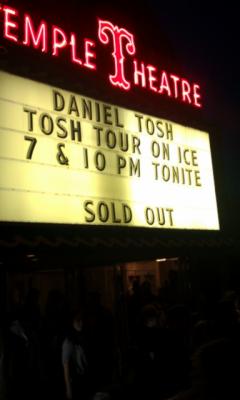 TEMPLE THEATRE
DANIEL TOSH
TOSH TOUR ON ICE
7 & 10 PM TONITE
SOLD OUT